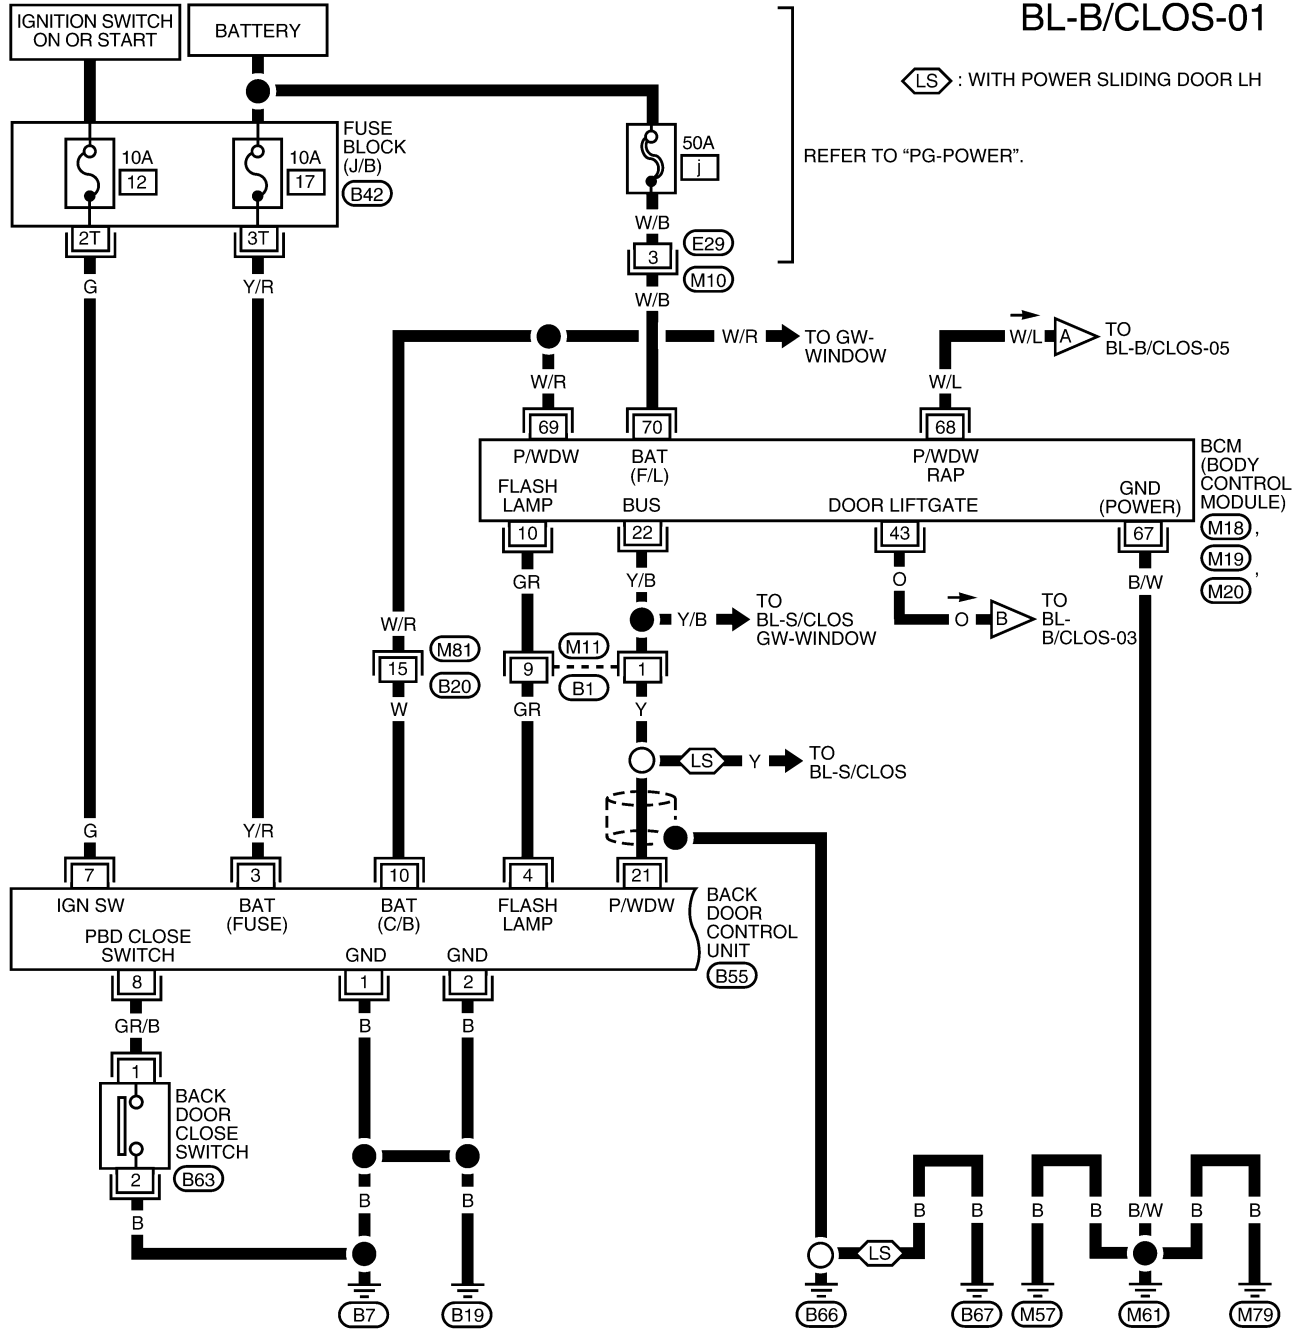 BL-B/CLOS-01
IGNITION SWITCH
ON OR START
BATTERY
LS : WITH POWER SLIDING DOOR LH
FUSE
BLOCK
(J/B)
B42
10A
12
10A
17
50A
j
REFER TO “PG-POWER”.
2T
3T
W/B
3
E29
M10
G
Y/R
W/B
W/R
TO GW-
WINDOW
W/L
A
TO
BL-B/CLOS-05
W/R
W/L
69
70
68
P/WDW
BAT
(F/L)
P/WDW
RAP
BCM
(BODY
CONTROL
MODULE)
M18 ,
M19 ,
M20
FLASH
LAMP
BUS
DOOR LIFTGATE
GND
(POWER)
10
22
43
67
GR
Y/B
O
B/W
Y/B
TO
BL-S/CLOS
GW-WINDOW
O
B
TO
BL-
B/CLOS-03
W/R
15
M81
B20
9
M11
B1
1
W
GR
Y
LS
Y
TO
BL-S/CLOS
G
Y/R
7
3
10
4
21
IGN SW
BAT
(FUSE)
BAT
(C/B)
FLASH
LAMP
P/WDW
BACK
DOOR
CONTROL
UNIT
B55
PBD CLOSE
SWITCH
GND
GND
8
1
2
GR/B
B
B
1
BACK
DOOR
CLOSE
SWITCH
B63
2
B
B
B
LS
B
B
B
B
B/W
B
B
B7
B19
B66
B67
M57
M61
M79